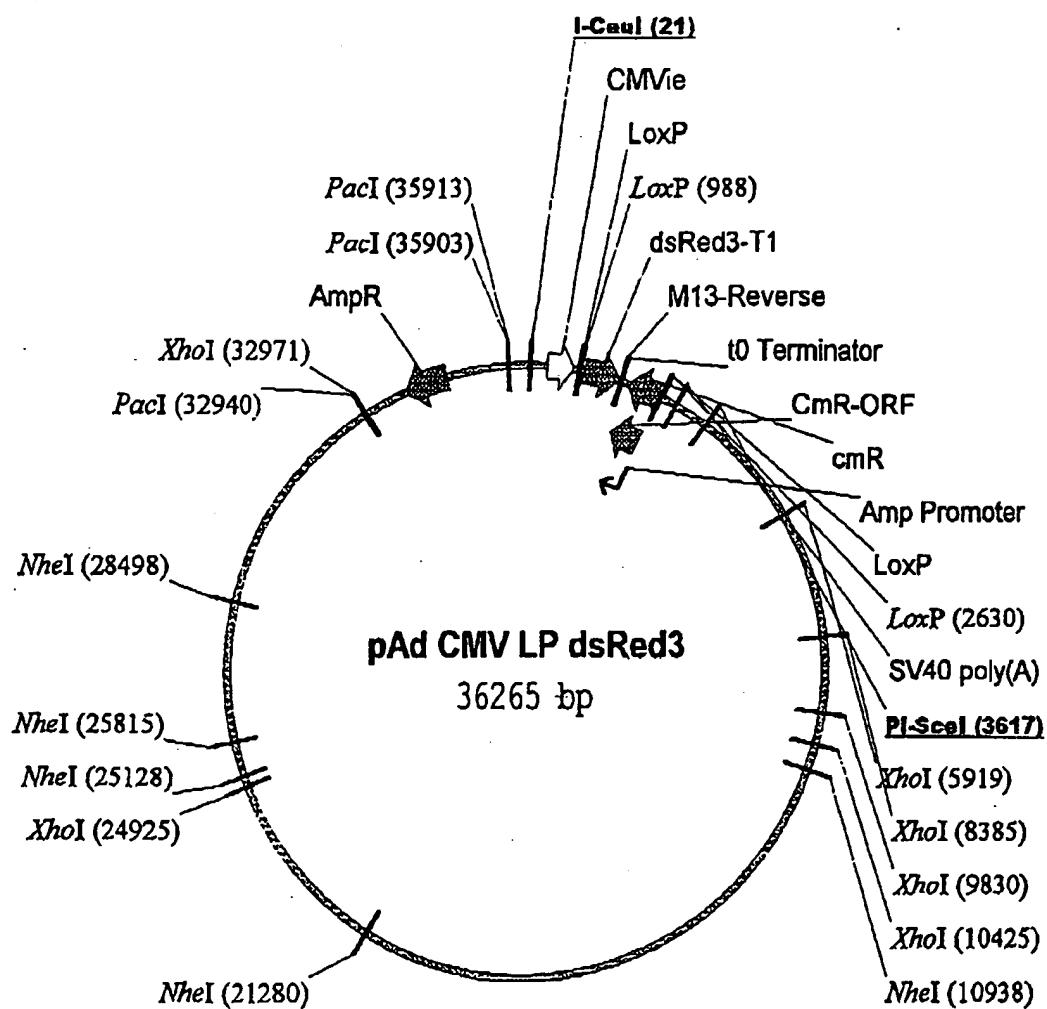 I-CeuI (21)
CMVie
LoxP
LoxP (988)
dsRed3-T1
M13-Reverse
t0 Terminator
CmR-ORF
cmR
Amp Promoter
LoxP
LoxP (2630)
SV40 poly(A)
PI-SceI (3617)
XhoI (5919)
XhoI (8385)
XhoI (9830)
XhoI (10425)
NheI (10938)
NheI (21280)
XhoI (24925)
NheI (25128)
NheI (25815)
NheI (28498)
PacI (32940)
XhoI (32971)
AmpR
PacI (35903)
PacI (35913)
pAd CMV LP dsRed3
36265 bp